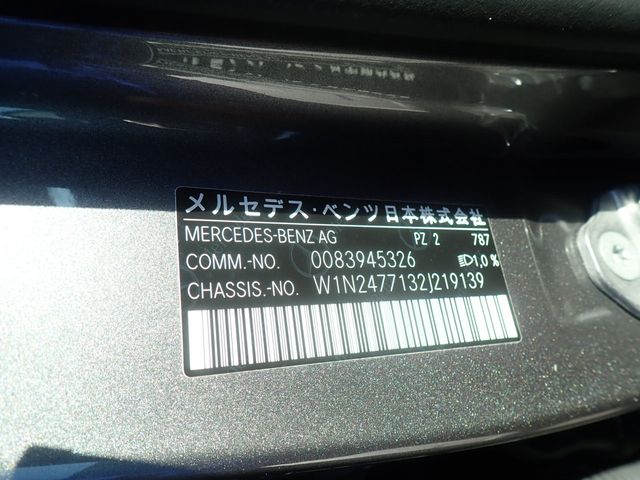 メルセデス・ベンツ日本株式会社
MERCEDES-BENZ AG PZ 2 787
COMM.-NO. 0083945326 1,0 %
CHASSIS.-NO. W1N2477132J219139